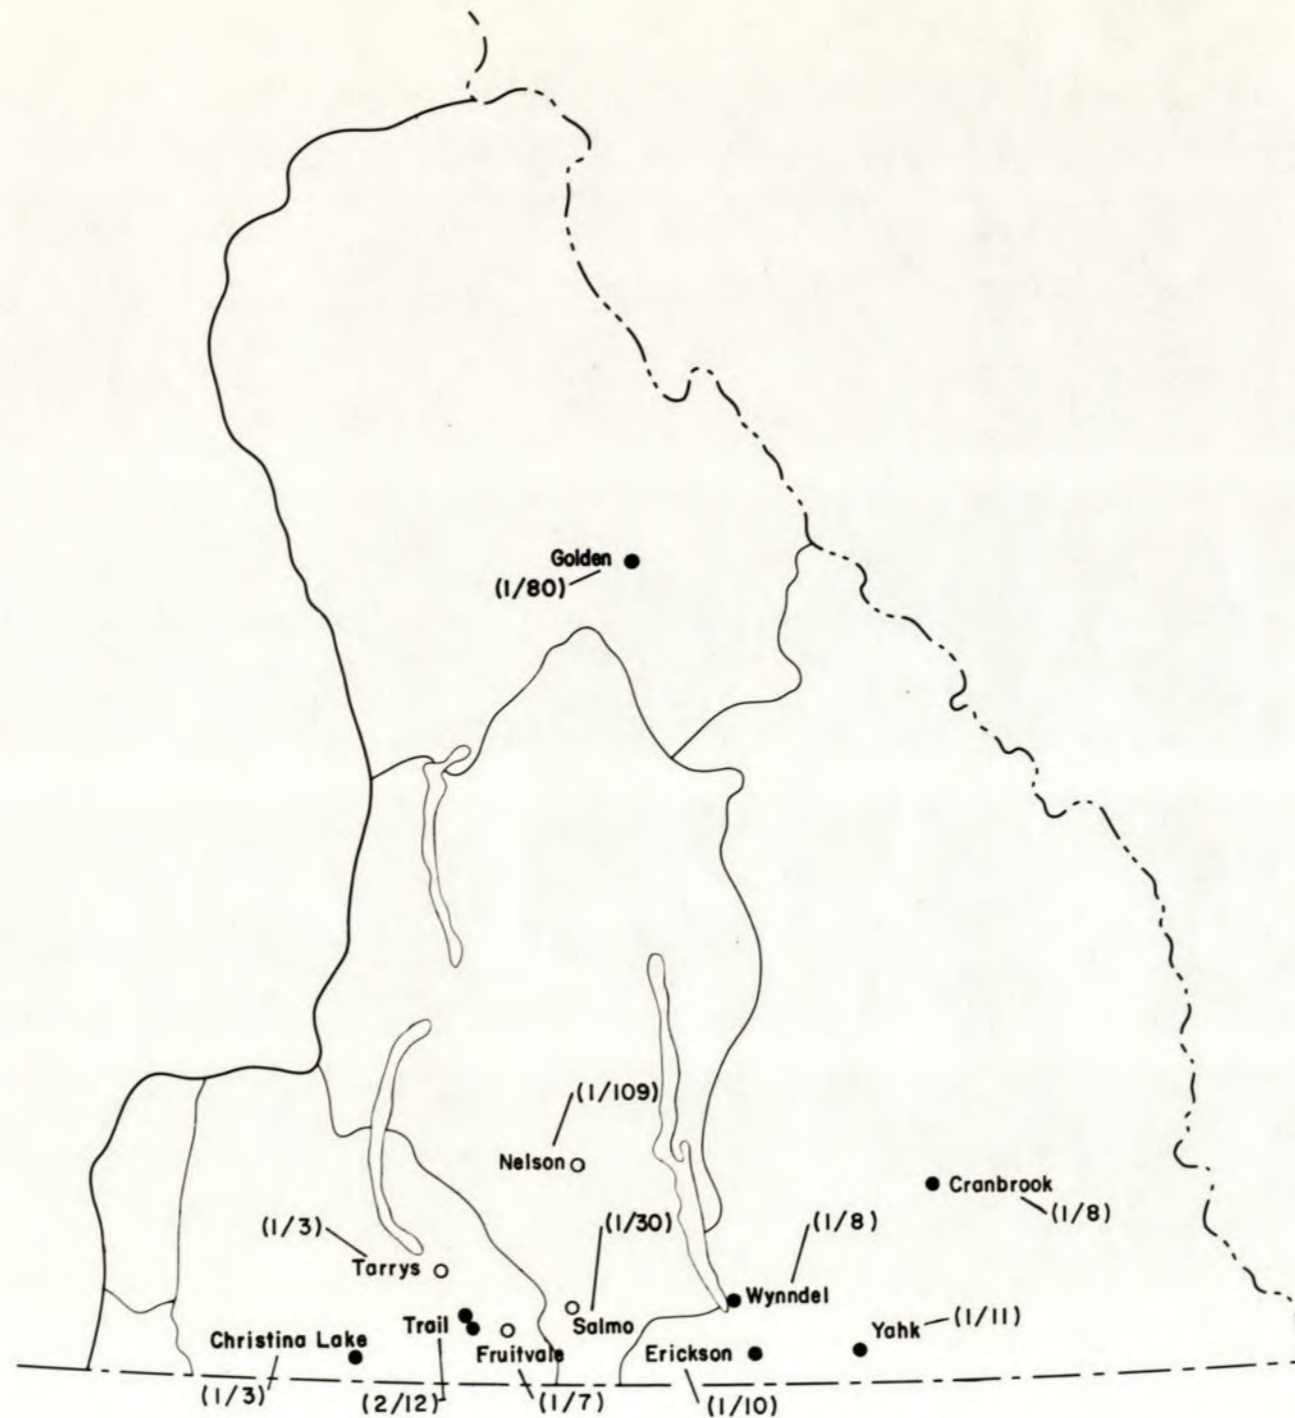 Golden
(1/80)
(1/109)
Nelson
Cranbrook
(1/8)
(1/3)
(1/30)
(1/8)
Tarrys
Wynndel
(1/11)
Trail
Salmo
Yahk
Christina Lake
Fruitvale
Erickson
(1/3)
(2/12)
(1/7)
(1/10)